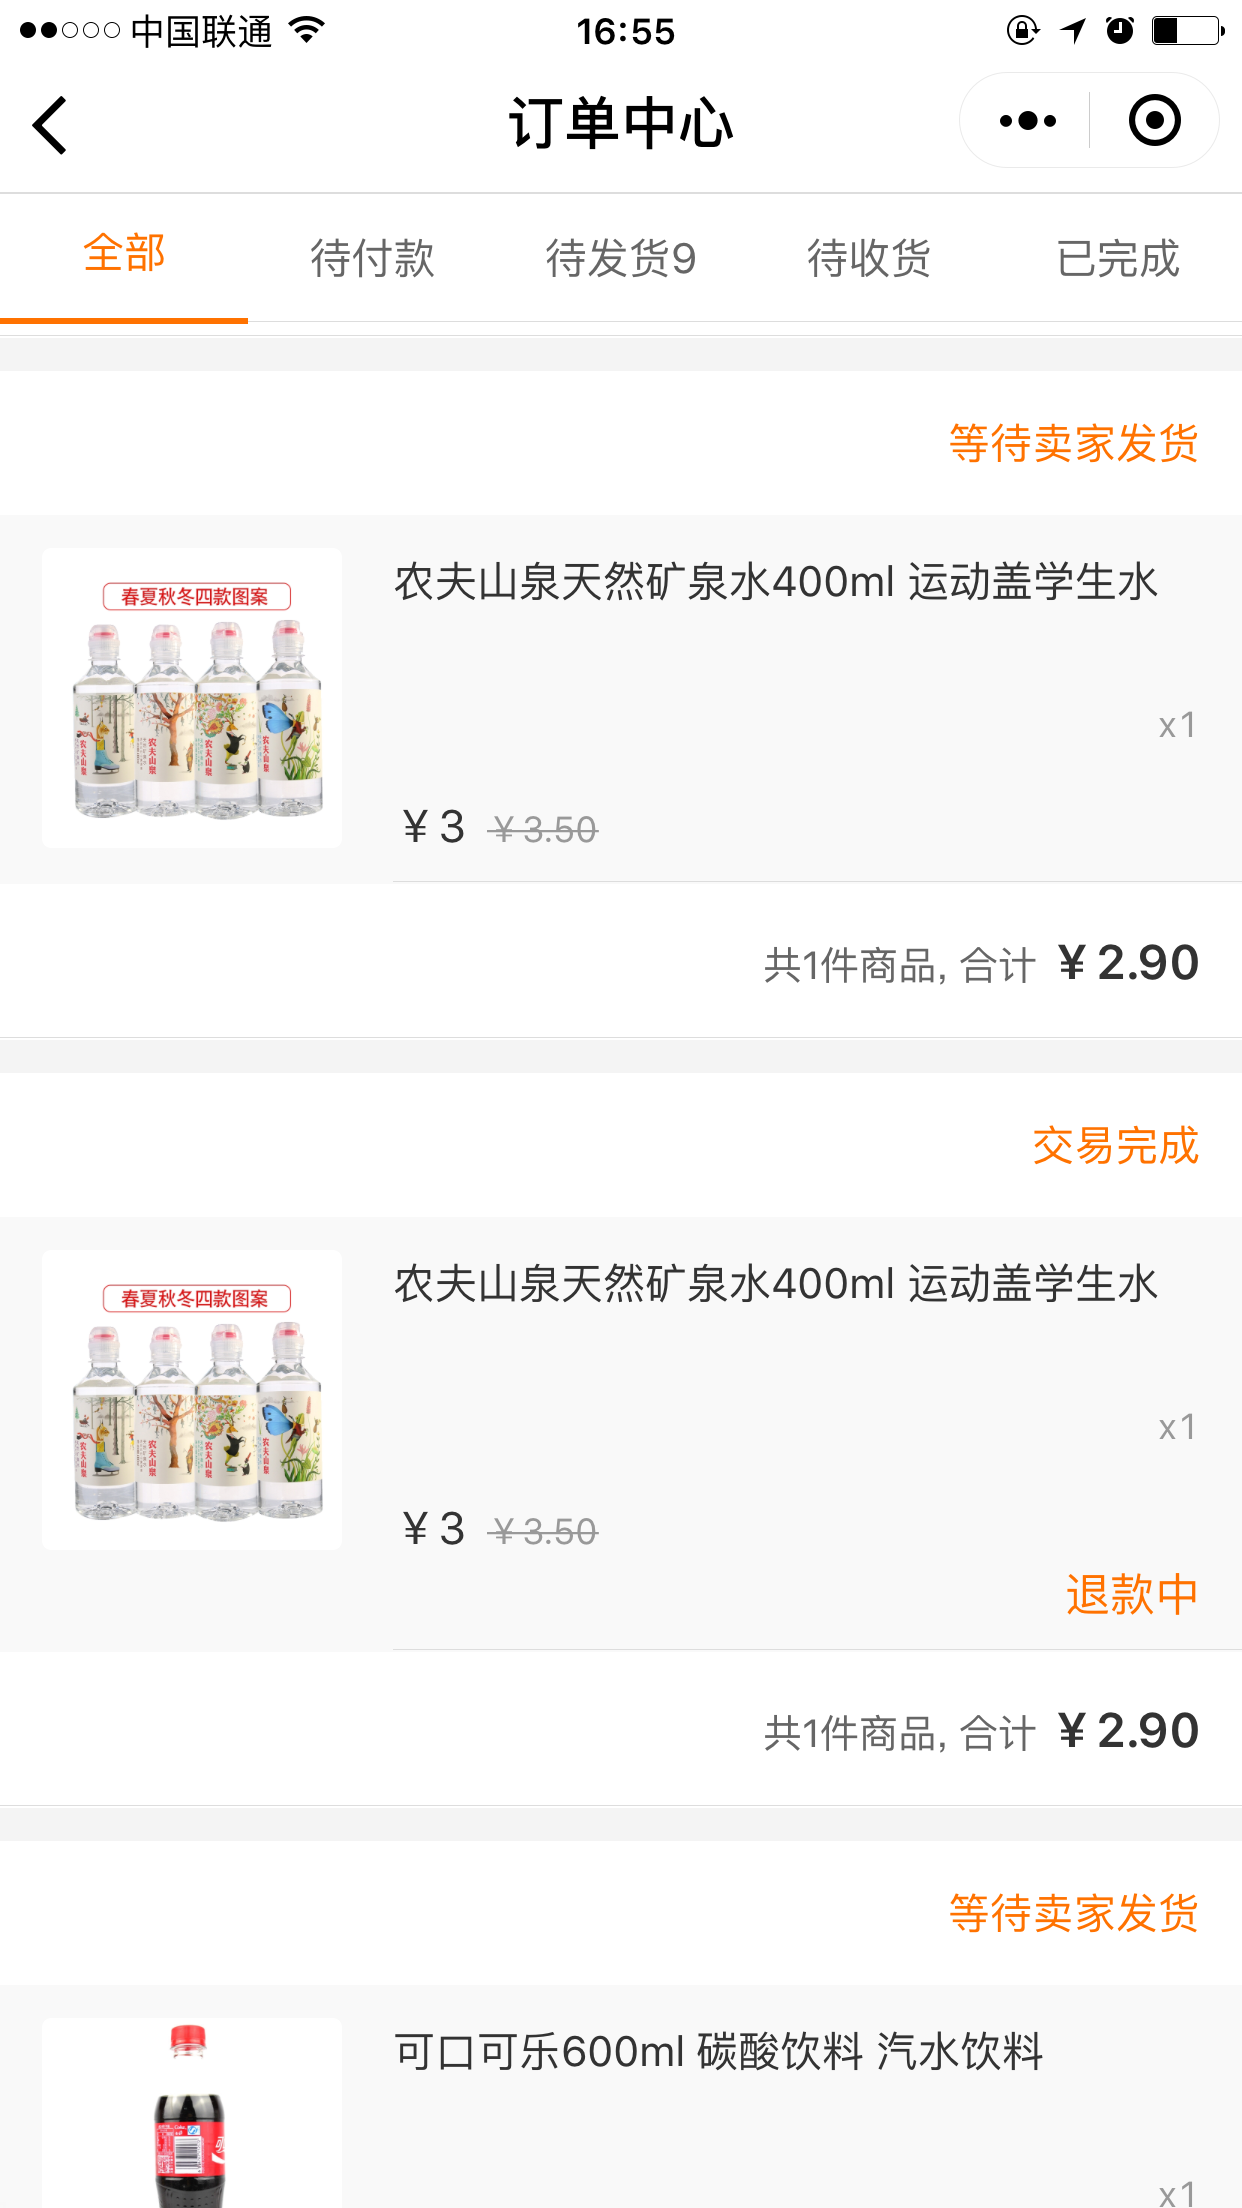 中国联通
16:55
订单中心
全部
待付款
待发货9
待收货
已完成
等待卖家发货
春夏秋冬四款图案
农夫山泉
农夫山泉
农夫山泉
农夫山泉
农夫山泉天然矿泉水400ml 运动盖学生水
x1
¥3 ¥3.50
共1件商品, 合计 ¥2.90
交易完成
春夏秋冬四款图案
农夫山泉
农夫山泉
农夫山泉
农夫山泉
农夫山泉天然矿泉水400ml 运动盖学生水
x1
¥3 ¥3.50
退款中
共1件商品, 合计 ¥2.90
等待卖家发货
可口可乐600ml 碳酸饮料 汽水饮料
x1